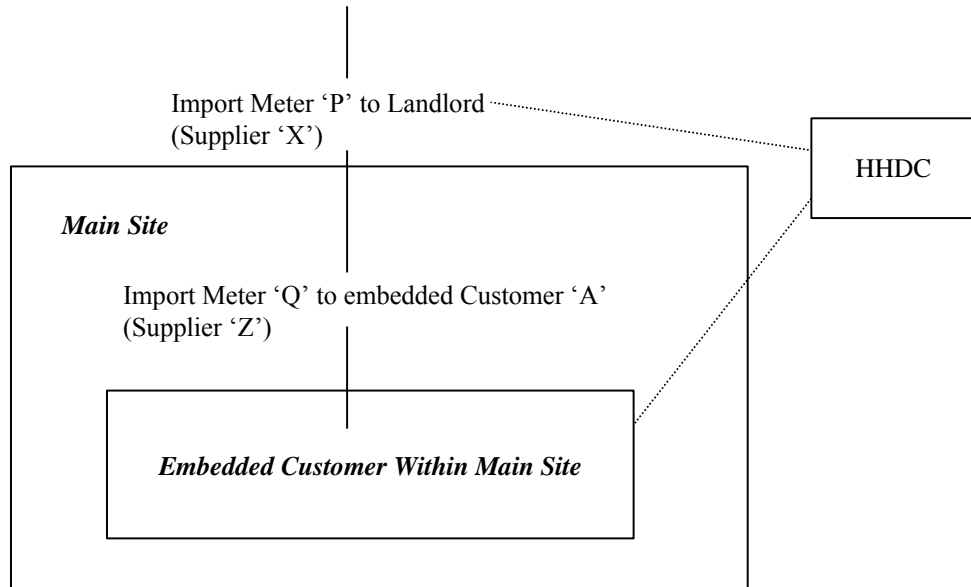 Import Meter ‘P’ to Landlord
(Supplier ‘X’)
HHDC
Main Site
Import Meter ‘Q’ to embedded Customer ‘A’
(Supplier ‘Z’)
Embedded Customer Within Main Site